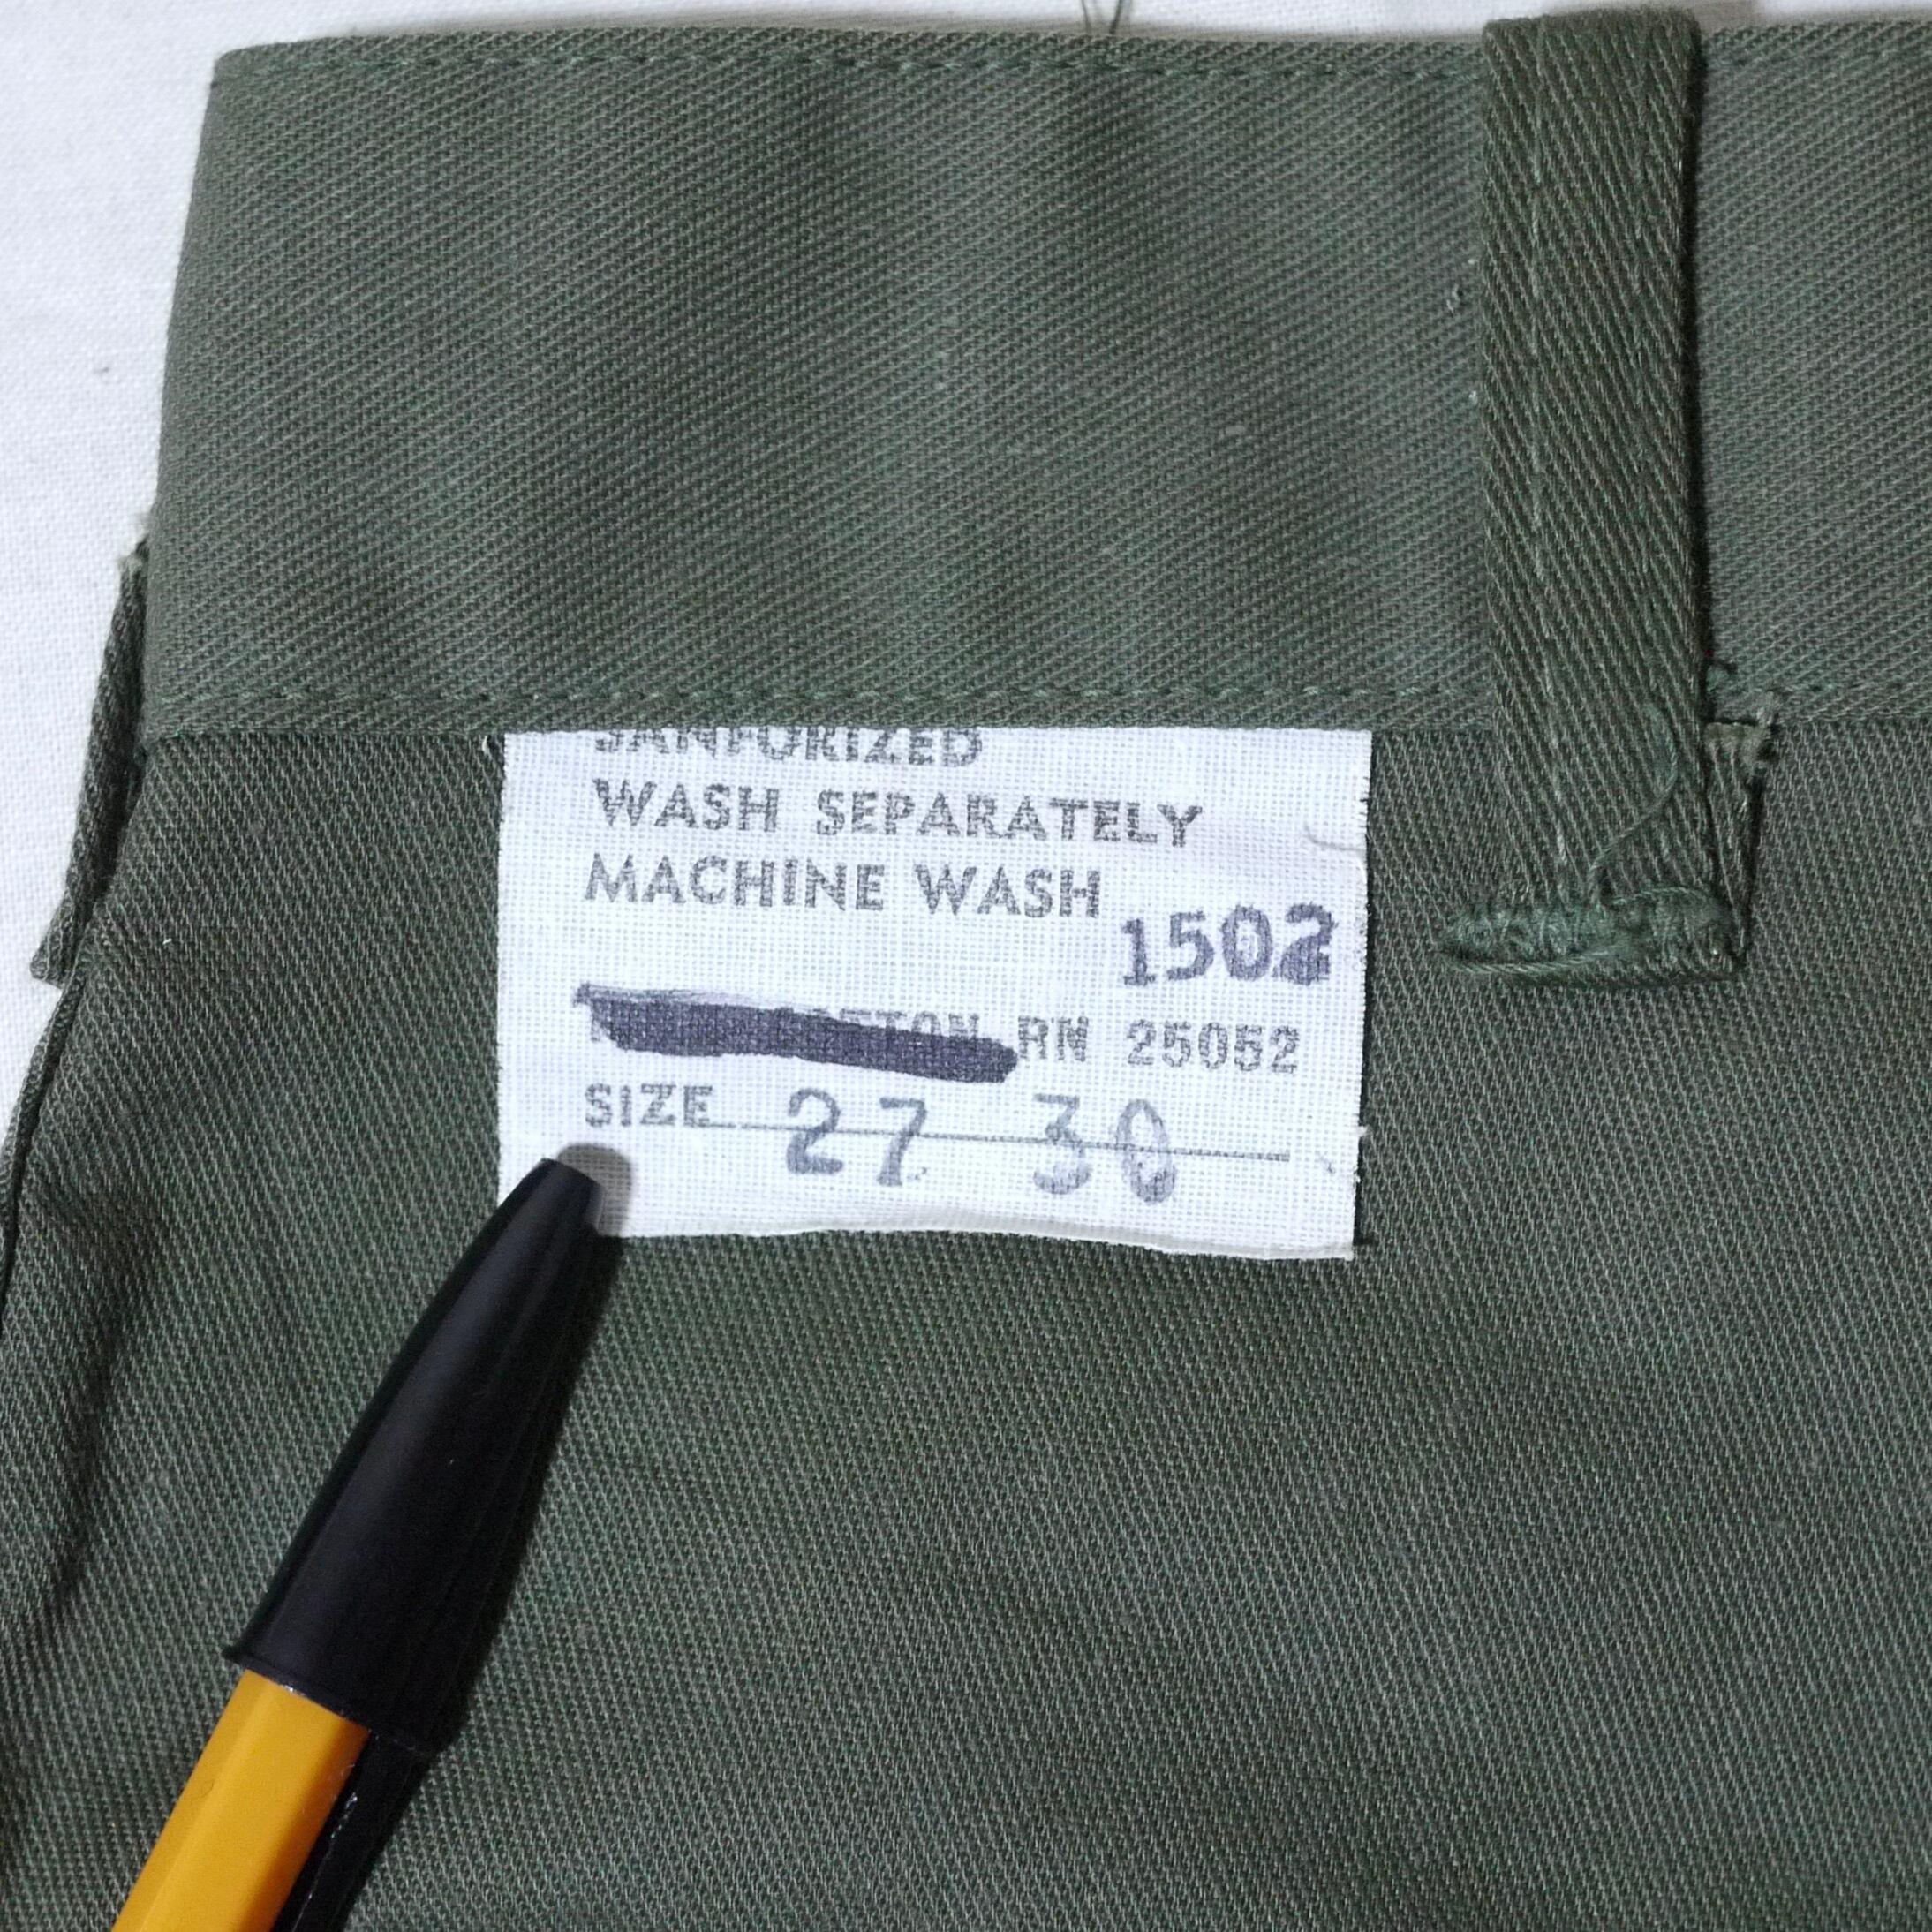 SANFORIZED
WASH SEPARATELY
MACHINE WASH
1502
RN 25052
SIZE 27 30